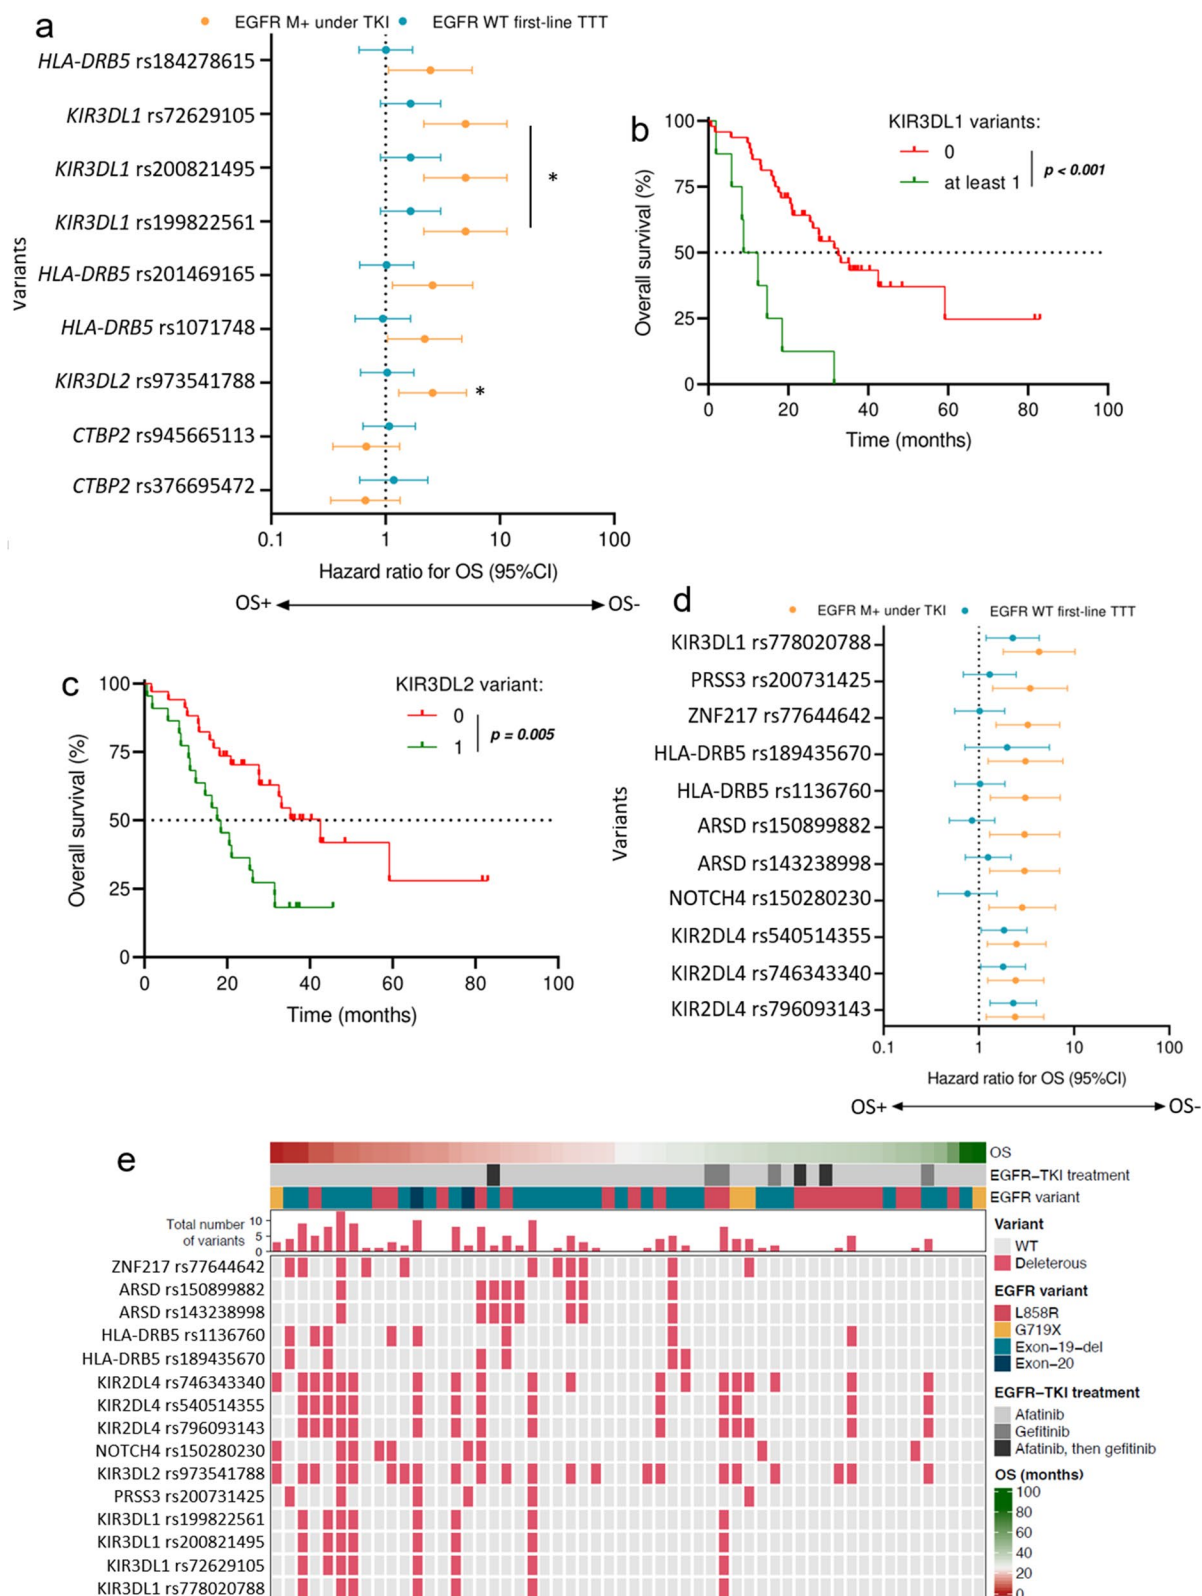 a
EGFR M+ under TKI
EGFR WT first-line TTT
Variants
HLA-DRB5 rs184278615
KIR3DL1 rs72629105
KIR3DL1 rs200821495
*
KIR3DL1 rs199822561
HLA-DRB5 rs201469165
HLA-DRB5 rs1071748
KIR3DL2 rs973541788
*
CTBP2 rs945665113
CTBP2 rs376695472
0.1 1 10 100
Hazard ratio for OS (95%CI)
OS+ OS-
b
Overall survival (%)
100
75
50
25
0
KIR3DL1 variants:
0
at least 1
p < 0.001
0 20 40 60 80 100
Time (months)
c
Overall survival (%)
100
75
50
25
0
KIR3DL2 variant:
0
1
p = 0.005
0 20 40 60 80 100
Time (months)
d
EGFR M+ under TKI
EGFR WT first-line TTT
Variants
KIR3DL1 rs778020788
PRSS3 rs200731425
ZNF217 rs77644642
HLA-DRB5 rs189435670
HLA-DRB5 rs1136760
ARSD rs150899882
ARSD rs143238998
NOTCH4 rs150280230
KIR2DL4 rs540514355
KIR2DL4 rs746343340
KIR2DL4 rs796093143
0.1 1 10 100
Hazard ratio for OS (95%CI)
OS+ OS-
e
OS
EGFR-TKI treatment
EGFR variant
Total number
of variants
10
5
0
ZNF217 rs77644642
ARSD rs150899882
ARSD rs143238998
HLA-DRB5 rs1136760
HLA-DRB5 rs189435670
KIR2DL4 rs746343340
KIR2DL4 rs540514355
KIR2DL4 rs796093143
NOTCH4 rs150280230
KIR3DL2 rs973541788
PRSS3 rs200731425
KIR3DL1 rs199822561
KIR3DL1 rs200821495
KIR3DL1 rs72629105
KIR3DL1 rs778020788
Variant
WT
Deleterous
EGFR variant
L858R
G719X
Exon-19-del
Exon-20
EGFR-TKI treatment
Afatinib
Gefitinib
Afatinib, then gefitinib
OS (months)
100
80
60
40
20
0